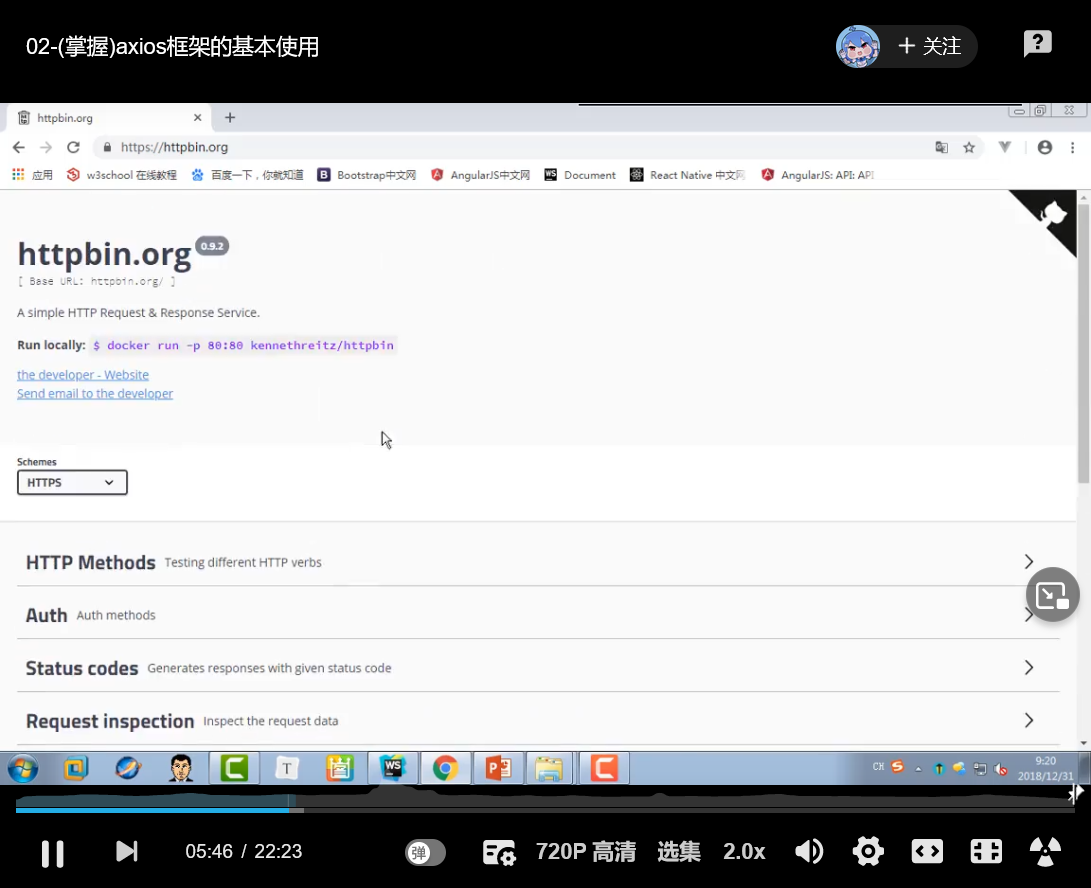 02-(掌握)axios框架的基本使用
+ 关注
?
httpbin.org
https://httpbin.org
应用 w3school 在线教程 百度一下，你就知道 B Bootstrap中文网 AngularJS中文网 WS Document React Native 中文网 AngularJS: API: API
httpbin.org 0.9.2
[ Base URL: httpbin.org/ ]
A simple HTTP Request & Response Service.
Run locally: $ docker run -p 80:80 kennethreitz/httpbin
the developer - Website
Send email to the developer
Schemes
HTTPS
HTTP Methods Testing different HTTP verbs
Auth Auth methods
Status codes Generates responses with given status code
Request inspection Inspect the request data
T WS P CH S 9:20
2018/12/31
05:46 / 22:23 弹 720P 高清 选集 2.0x